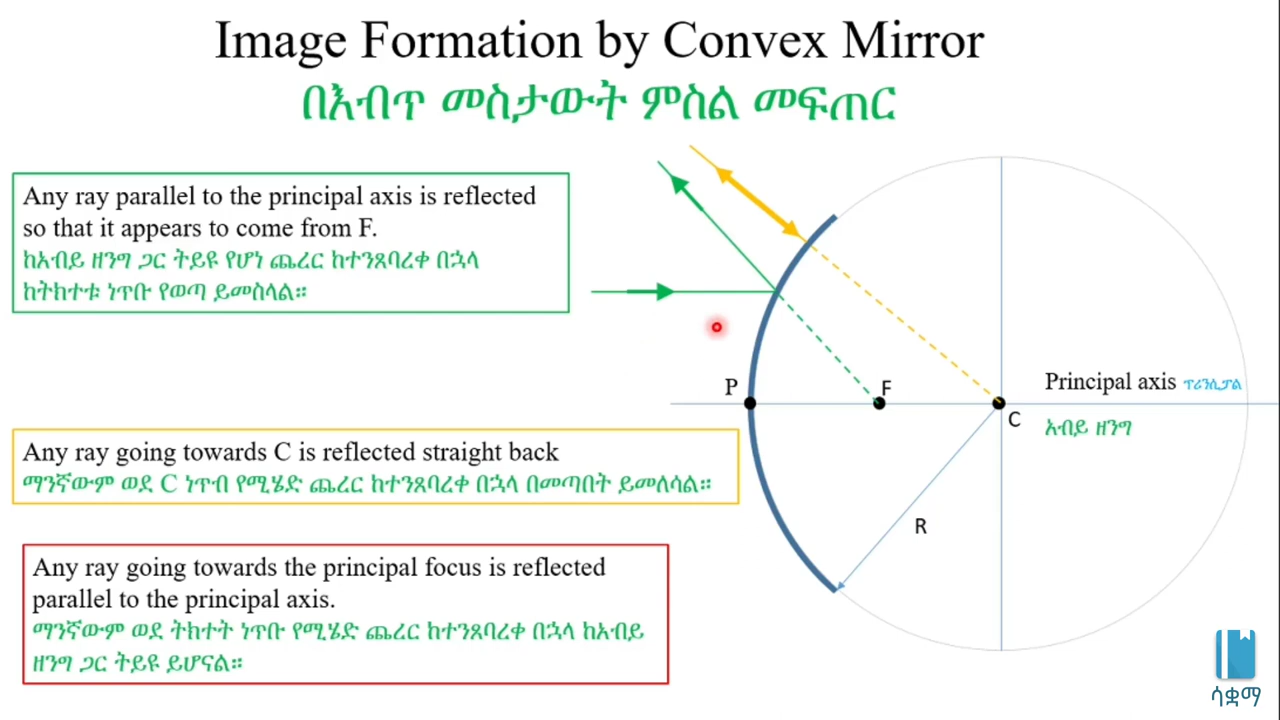 Image Formation by Convex Mirror
በእብጥ መስታውት ምስል መፍጠር
Any ray parallel to the principal axis is reflected
so that it appears to come from F.
ከአብይ ዘንግ ጋር ትይዩ የሆነ ጨረር ከተንጸባረቀ በኋላ
ከትክተቱ ነጥቡ የወጣ ይመስላል።
P
F
Principal axis ፕሪንሲፓል
C
አብይ ዘንግ
Any ray going towards C is reflected straight back
ማንኛውም ወደ C ነጥብ የሚሄድ ጨረር ከተንጸባረቀ በኋላ በመጣበት ይመለሳል።
R
Any ray going towards the principal focus is reflected
parallel to the principal axis.
ማንኛውም ወደ ትክተት ነጥቡ የሚሄድ ጨረር ከተንጸባረቀ በኋላ ከአብይ
ዘንግ ጋር ትይዩ ይሆናል።
ሳቋማ